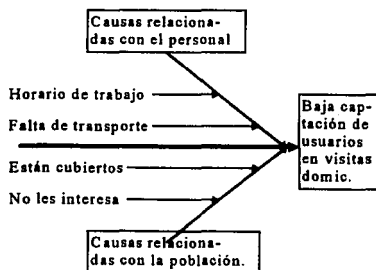 Causas relaciona-
das con el personal
Horario de trabajo
Falta de transporte
Están cubiertos
No les interesa
Causas relaciona-
das con la población.
Baja cap-
tación de
usuarios
en visitas
domic.